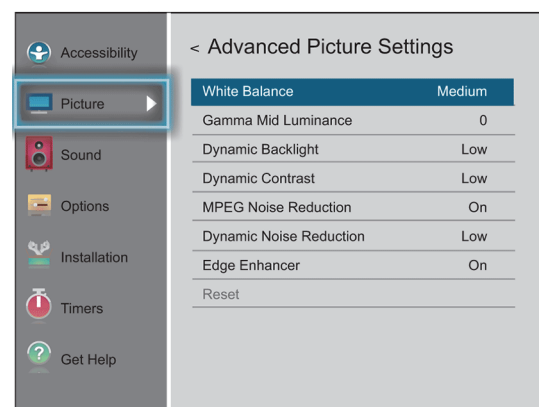 Accessibility
Picture
Sound
Options
Installation
Timers
Get Help
< Advanced Picture Settings
White Balance Medium
Gamma Mid Luminance 0
Dynamic Backlight Low
Dynamic Contrast Low
MPEG Noise Reduction On
Dynamic Noise Reduction Low
Edge Enhancer On
Reset